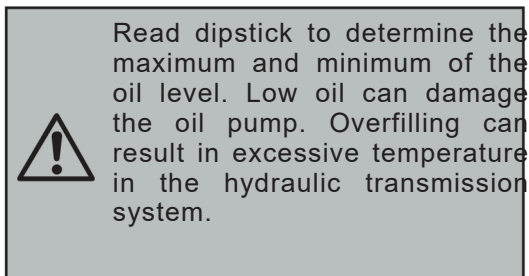 Read dipstick to determine the
maximum and minimum of the
oil level. Low oil can damage
the oil pump. Overfilling can
result in excessive temperature
in the hydraulic transmission
system.